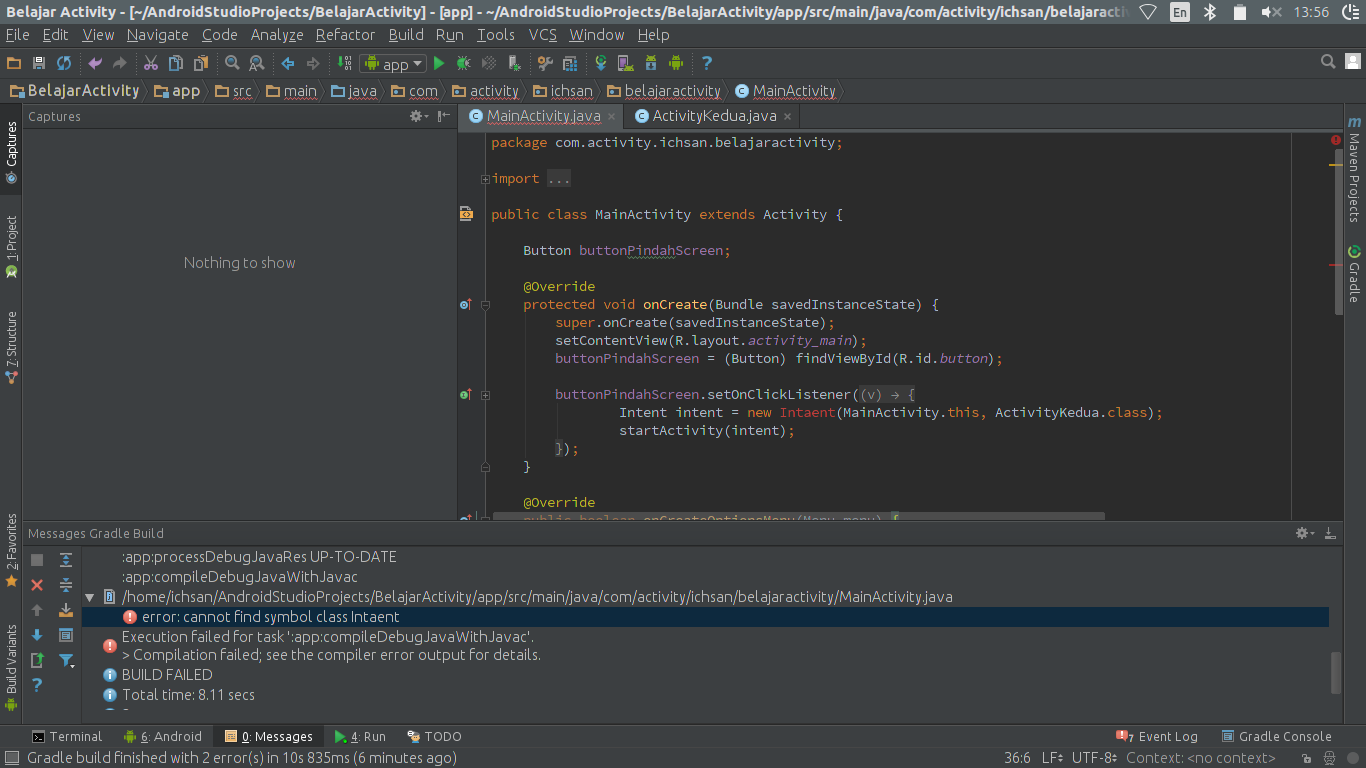 Belajar Activity - [~/AndroidStudioProjects/BelajarActivity] - [app] - ~/AndroidStudioProjects/BelajarActivity/app/src/main/java/com/activity/ichsan/belajaractiv
En 13:56
File Edit View Navigate Code Analyze Refactor Build Run Tools VCS Window Help
app
BelajarActivity app src main java com activity ichsan belajaractivity MainActivity
Captures
MainActivity.java ActivityKedua.java
Captures
1: Project
7: Structure
2: Favorites
Build Variants
Nothing to show
package com.activity.ichsan.belajaractivity;
import ...
public class MainActivity extends Activity {
Button buttonPindahScreen;
@Override
protected void onCreate(Bundle savedInstanceState) {
super.onCreate(savedInstanceState);
setContentView(R.layout.activity_main);
buttonPindahScreen = (Button) findViewById(R.id.button);
buttonPindahScreen.setOnClickListener((v) → {
Intent intent = new Intaent(MainActivity.this, ActivityKedua.class);
startActivity(intent);
});
}
@Override
public boolean onCreateOptionsMenu(Menu menu) {
Maven Projects
Gradle
Messages Gradle Build
:app:processDebugJavaRes UP-TO-DATE
:app:compileDebugJavaWithJavac
/home/ichsan/AndroidStudioProjects/BelajarActivity/app/src/main/java/com/activity/ichsan/belajaractivity/MainActivity.java
error: cannot find symbol class Intaent
Execution failed for task ':app:compileDebugJavaWithJavac'.
> Compilation failed; see the compiler error output for details.
BUILD FAILED
Total time: 8.11 secs
Terminal 6: Android 0: Messages 4: Run TODO 7 Event Log Gradle Console
Gradle build finished with 2 error(s) in 10s 835ms (6 minutes ago) 36:6 LF UTF-8 Context: <no context>